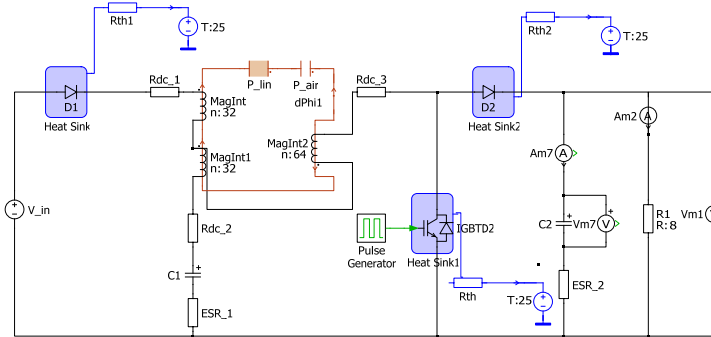 Rth1
T:25
Rth2
T:25
Rdc_1
P_lin
P_air
dPhi1
Rdc_3
D1
Heat Sink
MagInt
n:32
D2
Heat Sink2
Am2
A
MagInt1
n:32
MagInt2
n:64
Am7
A
V_in
Rdc_2
IGBTD2
C2
Vm7
V
R1
R:8
Vm1
Pulse
Generator
Heat Sink1
C1
Rth
T:25
ESR_2
ESR_1